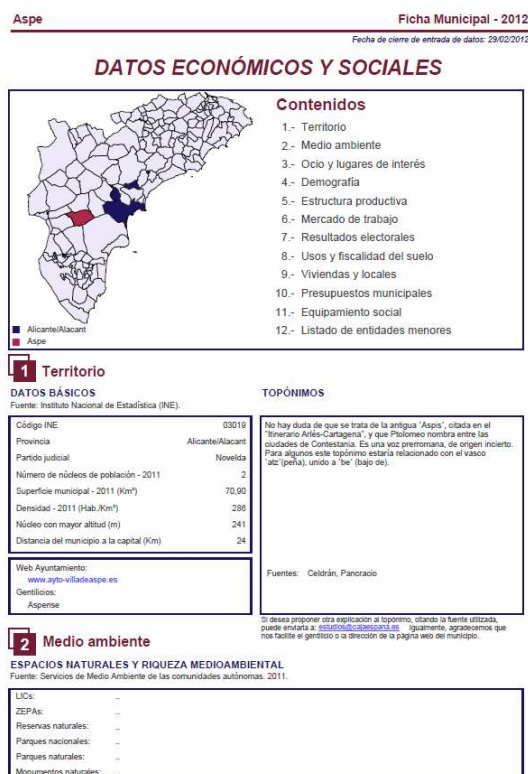 Aspe
Ficha Municipal - 2012
Fecha de cierre de entrada de datos: 29/02/2012
DATOS ECONÓMICOS Y SOCIALES
Contenidos
1.- Territorio
2.- Medio ambiente
3.- Ocio y lugares de interés
4.- Demografía
5.- Estructura productiva
6.- Mercado de trabajo
7.- Resultados electorales
8.- Usos y fiscalidad del suelo
9.- Viviendas y locales
10.- Presupuestos municipales
11.- Equipamiento social
12.- Listado de entidades menores
Alicante/Alacant
Aspe
1 Territorio
DATOS BÁSICOS
Fuente: Instituto Nacional de Estadística (INE).
Código INE 03019
Provincia Alicante/Alacant
Partido judicial Novelda
Número de núcleos de población - 2011 2
Superficie municipal - 2011 (Km²) 70,90
Densidad - 2011 (Hab./Km²) 286
Núcleo con mayor altitud (m) 241
Distancia del municipio a la capital (Km) 24
Web Ayuntamiento:
www.ayto-villadeaspe.es
Gentilicios:
Aspense
TOPÓNIMOS
No hay duda de que se trata de la antigua 'Aspis', citada en el
"Itinerario Arlés-Cartagena", y que Ptolomeo nombra entre las
ciudades de Contestania. Es una voz prerromana, de origen incierto.
Para algunos este topónimo estaría relacionado con el vasco
'atz'(peña), unido a 'be' (bajo de).
Fuentes: Celdrán, Pancracio
Si desea proponer otra explicación al topónimo, citando la fuente utilizada,
puede enviarla a: estudios@cajaespana.es Igualmente, agradecemos que
nos facilite el gentilicio o la dirección de la página web del municipio.
2 Medio ambiente
ESPACIOS NATURALES Y RIQUEZA MEDIOAMBIENTAL
Fuente: Servicios de Medio Ambiente de las comunidades autónomas. 2011.
LICs: ..
ZEPAs: ..
Reservas naturales: ..
Parques nacionales: ..
Parques naturales: ..
Monumentos naturales: ..